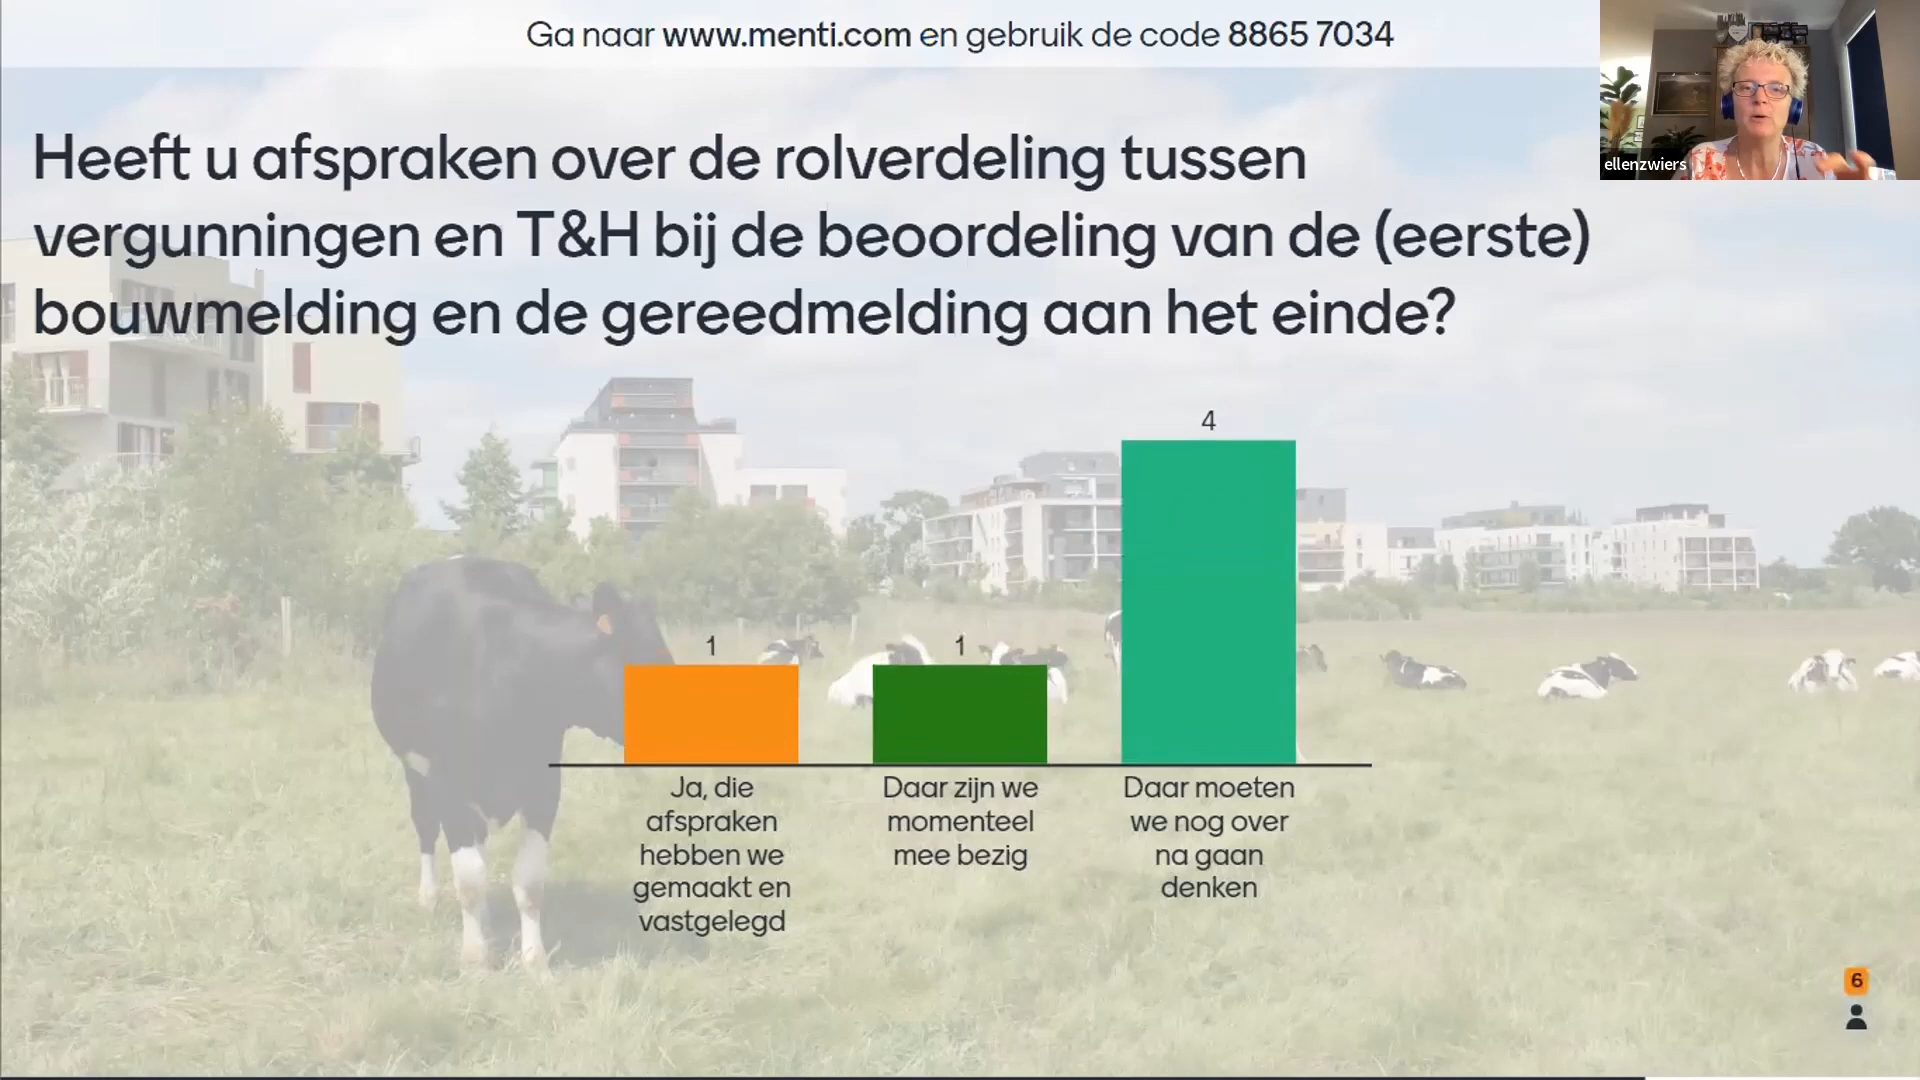 Ga naar www.menti.com en gebruik de code 8865 7034
ellenzwiers
Heeft u afspraken over de rolverdeling tussen
vergunningen en T&H bij de beoordeling van de (eerste)
bouwmelding en de gereedmelding aan het einde?
1
1
4
Ja, die
afspraken
hebben we
gemaakt en
vastgelegd
Daar zijn we
momenteel
mee bezig
Daar moeten
we nog over
na gaan
denken
6